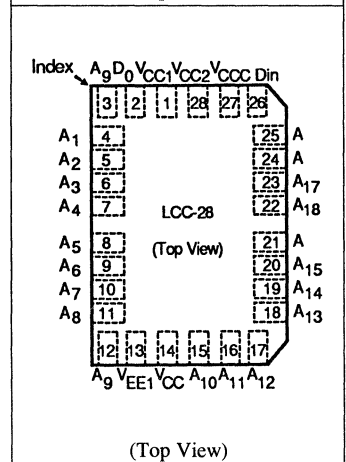 Index A9 D0 VCC1 VCC2 VCCC Din
3 2 1 28 27 26
A1 4 25 A
A2 5 24 A
A3 6 23 A17
A4 7 22 A18
LCC-28
A5 8 (Top View) 21 A
A6 9 20 A15
A7 10 19 A14
A8 11 18 A13
12 13 14 15 16 17
A9 VEE1 VCC A10 A11 A12
(Top View)